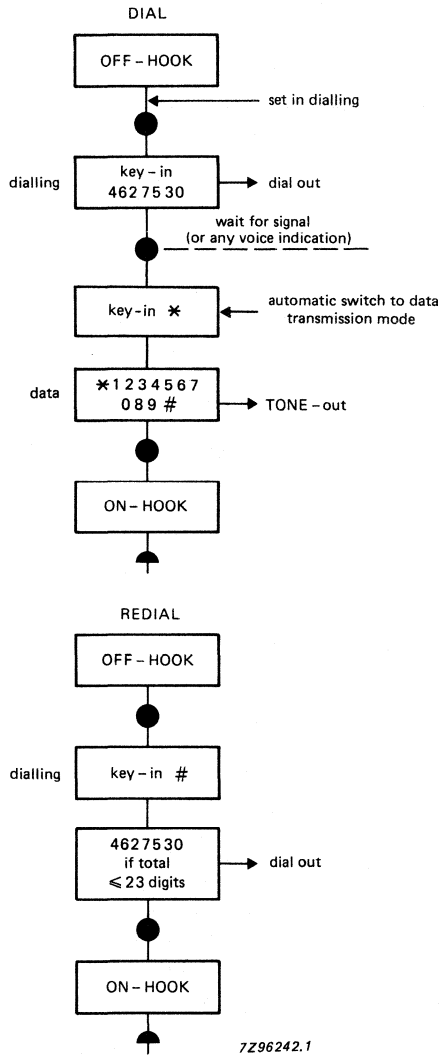 DIAL
OFF – HOOK
set in dialling
dialling
key – in
4627530
dial out
wait for signal
(or any voice indication)
key - in *
automatic switch to data
transmission mode
data
*1234567
089 #
TONE – out
ON – HOOK
REDIAL
OFF – HOOK
dialling
key – in #
4627530
if total
⩽ 23 digits
dial out
ON – HOOK
7Z96242.1